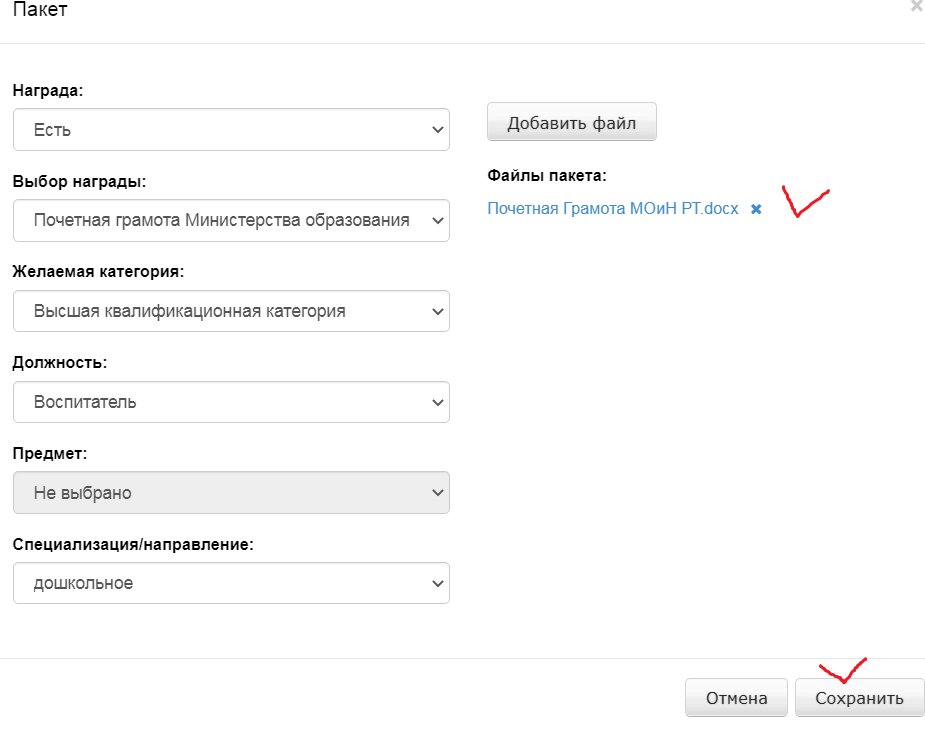 Пакет
Награда:
Есть
Выбор награды:
Почетная грамота Министерства образования
Желаемая категория:
Высшая квалификационная категория
Должность:
Воспитатель
Предмет:
Не выбрано
Специализация/направление:
дошкольное
Добавить файл
Файлы пакета:
Почетная Грамота МОиН РТ.docx
Отмена
Сохранить